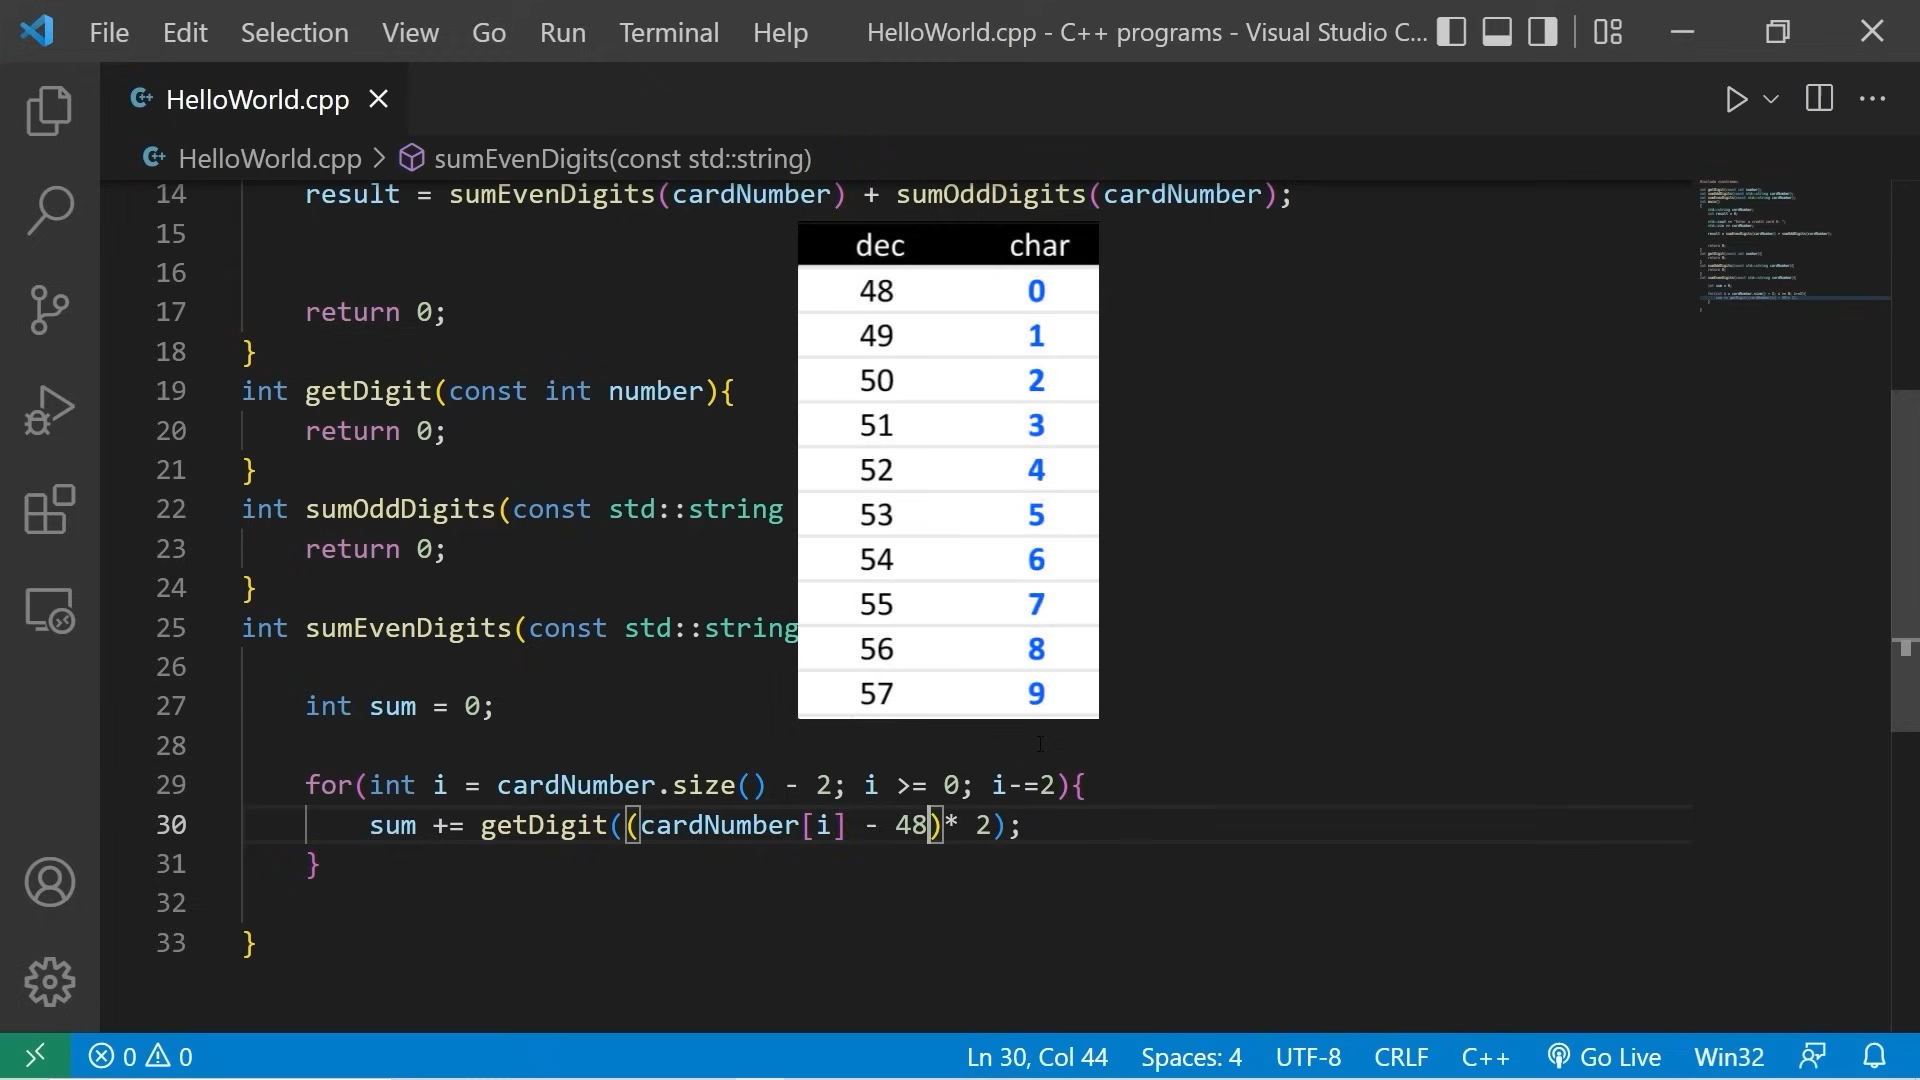 File Edit Selection View Go Run Terminal Help HelloWorld.cpp - C++ programs - Visual Studio C...
HelloWorld.cpp
HelloWorld.cpp > sumEvenDigits(const std::string)
14 result = sumEvenDigits(cardNumber) + sumOddDigits(cardNumber);
15
16
17 return 0;
18 }
19 int getDigit(const int number){
20 return 0;
21 }
22 int sumOddDigits(const std::string
23 return 0;
24 }
25 int sumEvenDigits(const std::string
26
27 int sum = 0;
28
29 for(int i = cardNumber.size() - 2; i >= 0; i-=2){
30 sum += getDigit((cardNumber[i] - 48)* 2);
31 }
32
33 }
dec char
48 0
49 1
50 2
51 3
52 4
53 5
54 6
55 7
56 8
57 9
0 0 Ln 30, Col 44 Spaces: 4 UTF-8 CRLF C++ Go Live Win32